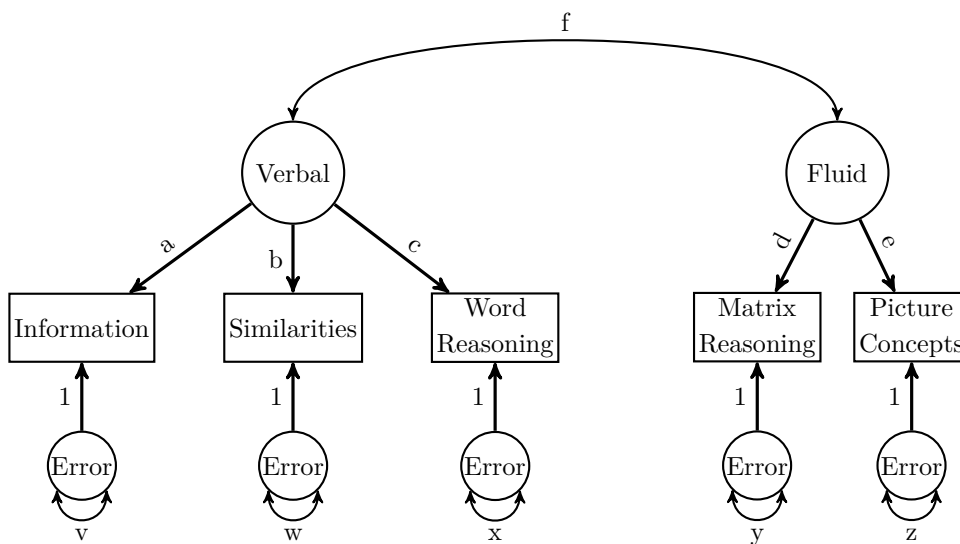 f
Verbal
Fluid
a
b
c
d
e
Information
Similarities
Word
Reasoning
Matrix
Reasoning
Picture
Concepts
1
1
1
1
1
Error
Error
Error
Error
Error
v
w
x
y
z